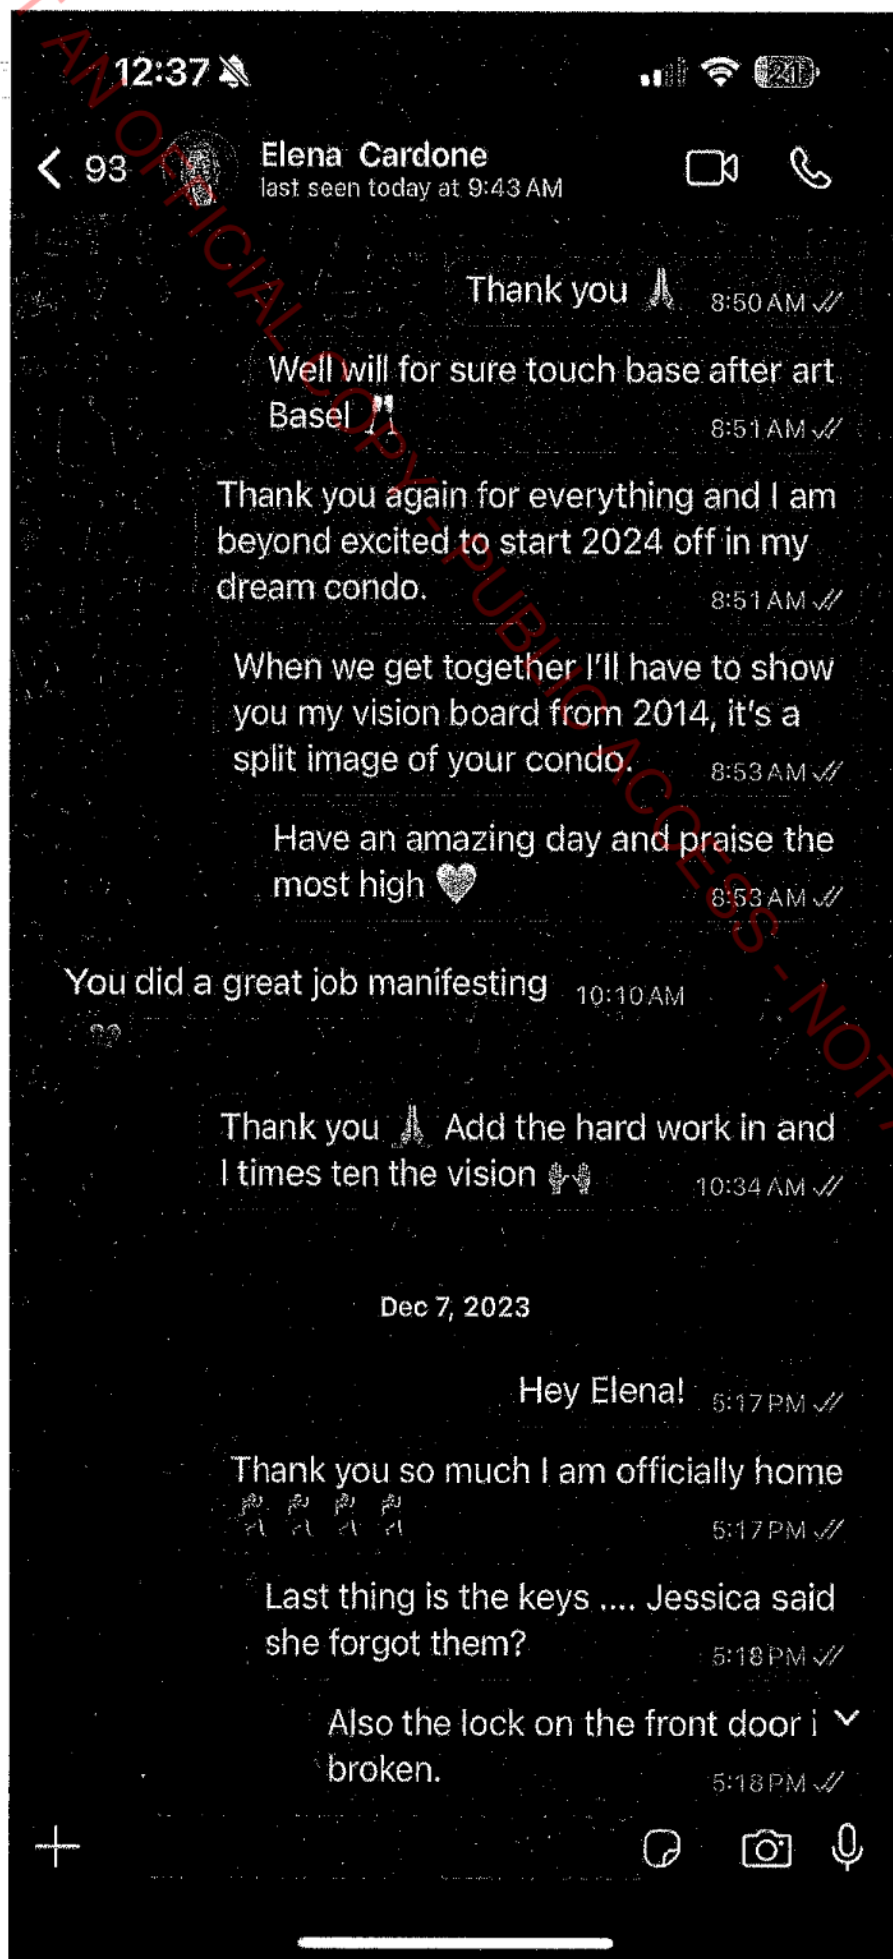 12:37
21
93
Elena Cardone
last seen today at 9:43 AM
Thank you 🙏 8:50 AM
Well will for sure touch base after art
Basel 🥂 8:51 AM
Thank you again for everything and I am
beyond excited to start 2024 off in my
dream condo. 8:51 AM
When we get together I'll have to show
you my vision board from 2014, it's a
split image of your condo. 8:53 AM
Have an amazing day and praise the
most high 8:53 AM
You did a great job manifesting 10:10 AM
Thank you 🙏 Add the hard work in and
I times ten the vision 🙌 10:34 AM
Dec 7, 2023
Hey Elena! 5:17 PM
Thank you so much I am officially home
5:17 PM
Last thing is the keys .... Jessica said
she forgot them? 5:18 PM
Also the lock on the front door i
broken. 5:18 PM
AN OFFICIAL COPY - PUBLIC ACCESS - NOT